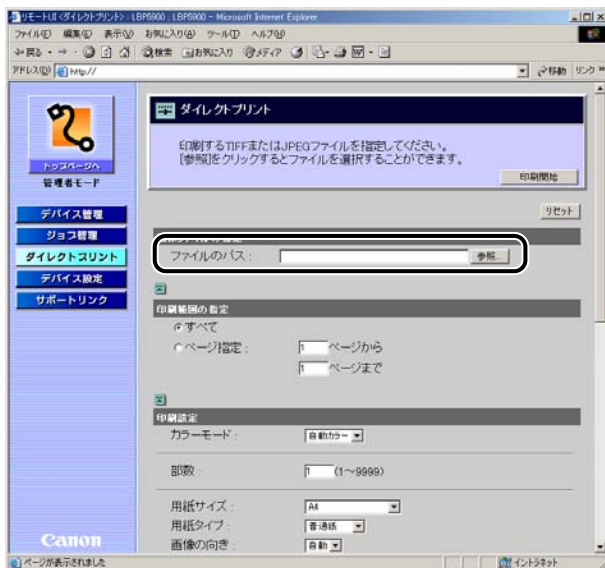 リモートUI <ダイレクトプリント> : LBP5900 ; LBP5900 - Microsoft Internet Explorer
ファイル(F) 編集(E) 表示(V) お気に入り(A) ツール(T) ヘルプ(H)
戻る 検索 お気に入り メディア
アドレス(D) http:// 移動 リンク »
ダイレクトプリント
印刷するTIFFまたはJPEGファイルを指定してください。
[参照]をクリックするとファイルを選択することができます。
印刷開始
トップページへ
管理者モード
デバイス管理
ジョブ管理
ダイレクトプリント
デバイス設定
サポートリンク
リセット
ファイルのパス : 参照...
印刷範囲の指定
すべて
ページ指定 : 1 ページから
1 ページまで
印刷設定
カラーモード : 自動カラー
部数 : 1 (1～9999)
用紙サイズ : A4
用紙タイプ : 普通紙
画像の向き : 自動
Canon
ページが表示されました イントラネット